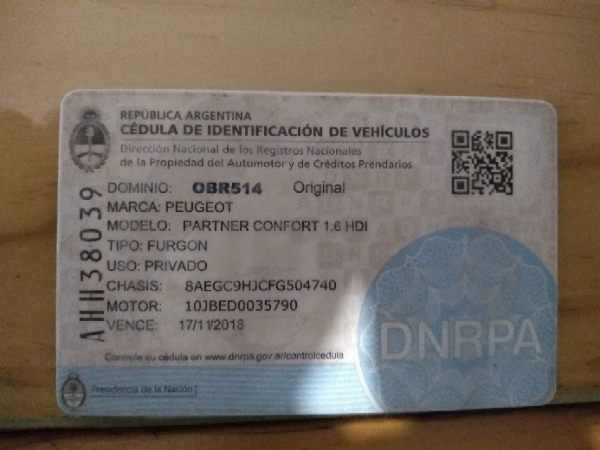 REPÚBLICA ARGENTINA
CÉDULA DE IDENTIFICACIÓN DE VEHÍCULOS
Dirección Nacional de los Registros Nacionales
de la Propiedad del Automotor y de Créditos Prendarios
DOMINIO: OBR514 Original
MARCA: PEUGEOT
MODELO: PARTNER CONFORT 1.6 HDI
TIPO: FURGON
USO: PRIVADO
CHASIS: 8AEGC9HJCFG504740
MOTOR: 10JBED0035790
VENCE: 17/11/2018
Controle su cédula en www.dnrpa.gov.ar/controlcedula
Presidencia de la Nación
AHH38039
DNRPA